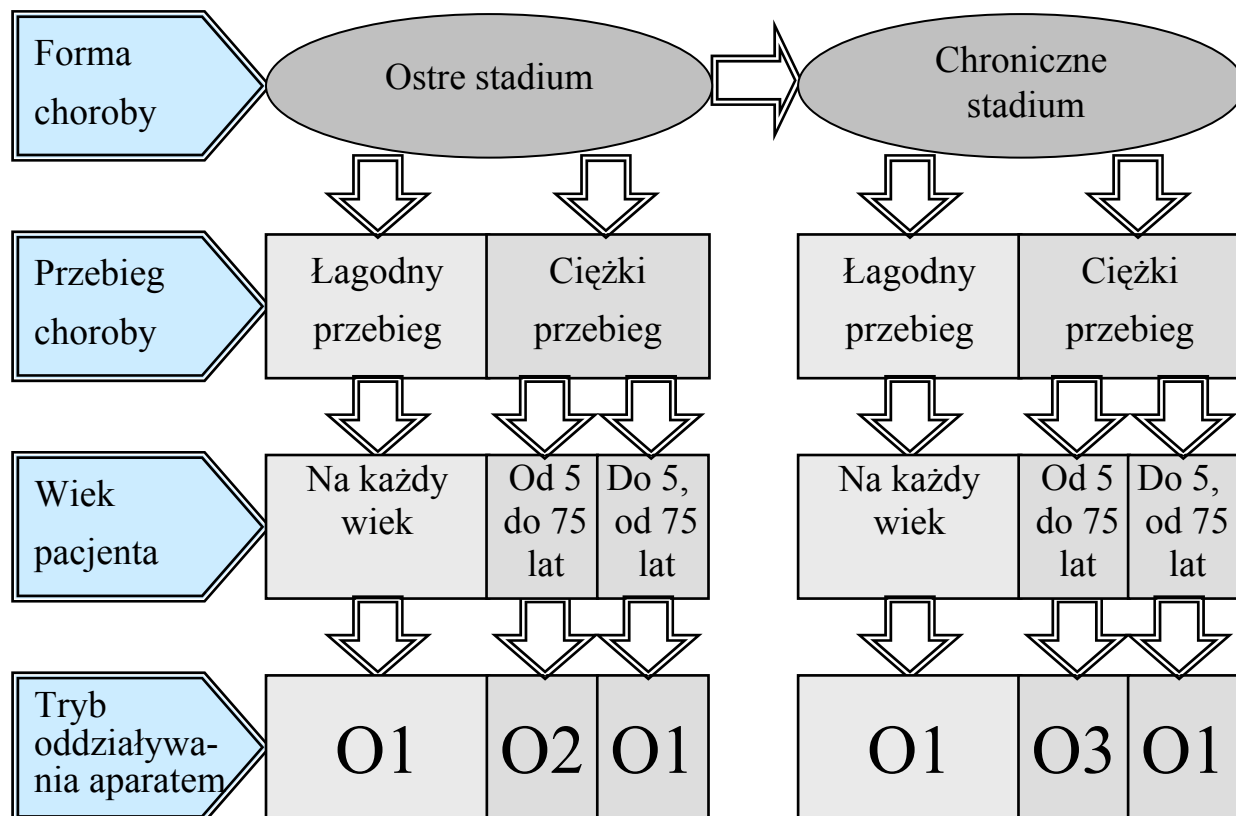 Forma
choroby
Ostre stadium
Chroniczne
stadium
Przebieg
choroby
Łagodny
przebieg
Ciężki
przebieg
Łagodny
przebieg
Ciężki
przebieg
Wiek
pacjenta
Na każdy
wiek
Od 5
do 75
lat
Do 5,
od 75
lat
Na każdy
wiek
Od 5
do 75
lat
Do 5,
od 75
lat
Tryb
oddziaływa-
nia aparatem
O1
O2
O1
O1
O3
O1